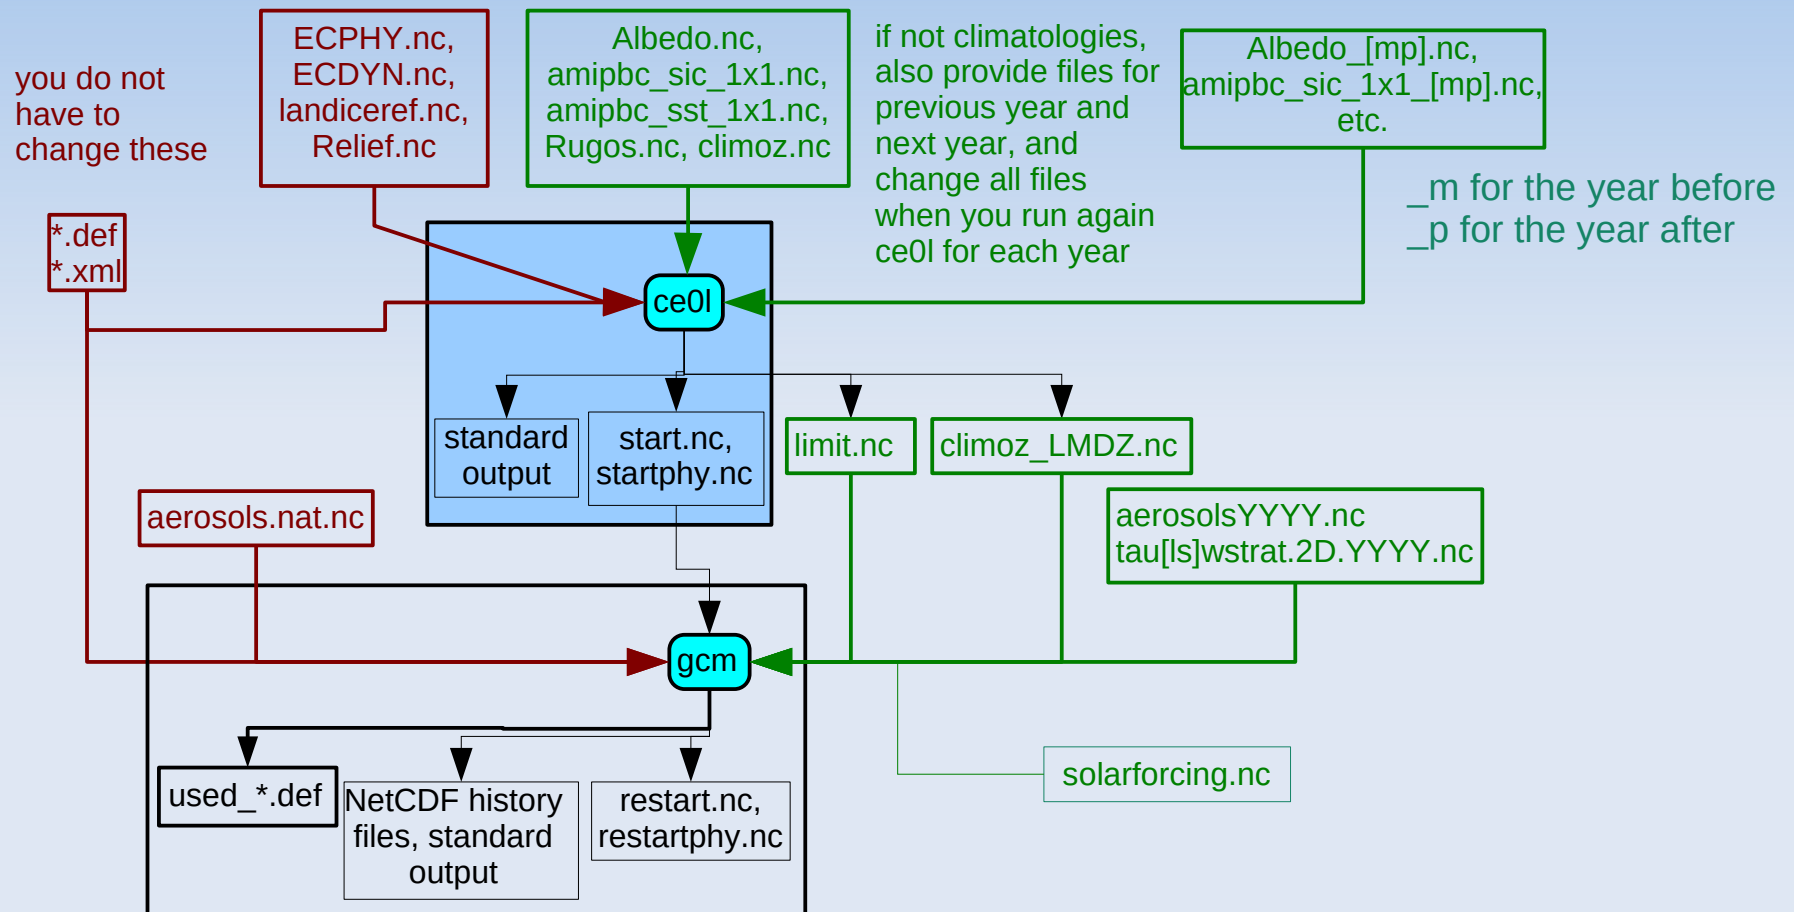 you do not
have to
change these
ECPHY.nc,
ECDYN.nc,
landiceref.nc,
Relief.nc
Albedo.nc,
amipbc_sic_1x1.nc,
amipbc_sst_1x1.nc,
Rugos.nc, climoz.nc
if not climatologies,
also provide files for
previous year and
next year, and
change all files
when you run again
ce0l for each year
Albedo_[mp].nc,
amipbc_sic_1x1_[mp].nc,
etc.
_m for the year before
_p for the year after
*.def
*.xml
ce0l
standard
output
start.nc,
startphy.nc
limit.nc
climoz_LMDZ.nc
aerosols.nat.nc
aerosolsYYYY.nc
tau[ls]wstrat.2D.YYYY.nc
gcm
used_*.def
NetCDF history
files, standard
output
restart.nc,
restartphy.nc
solarforcing.nc